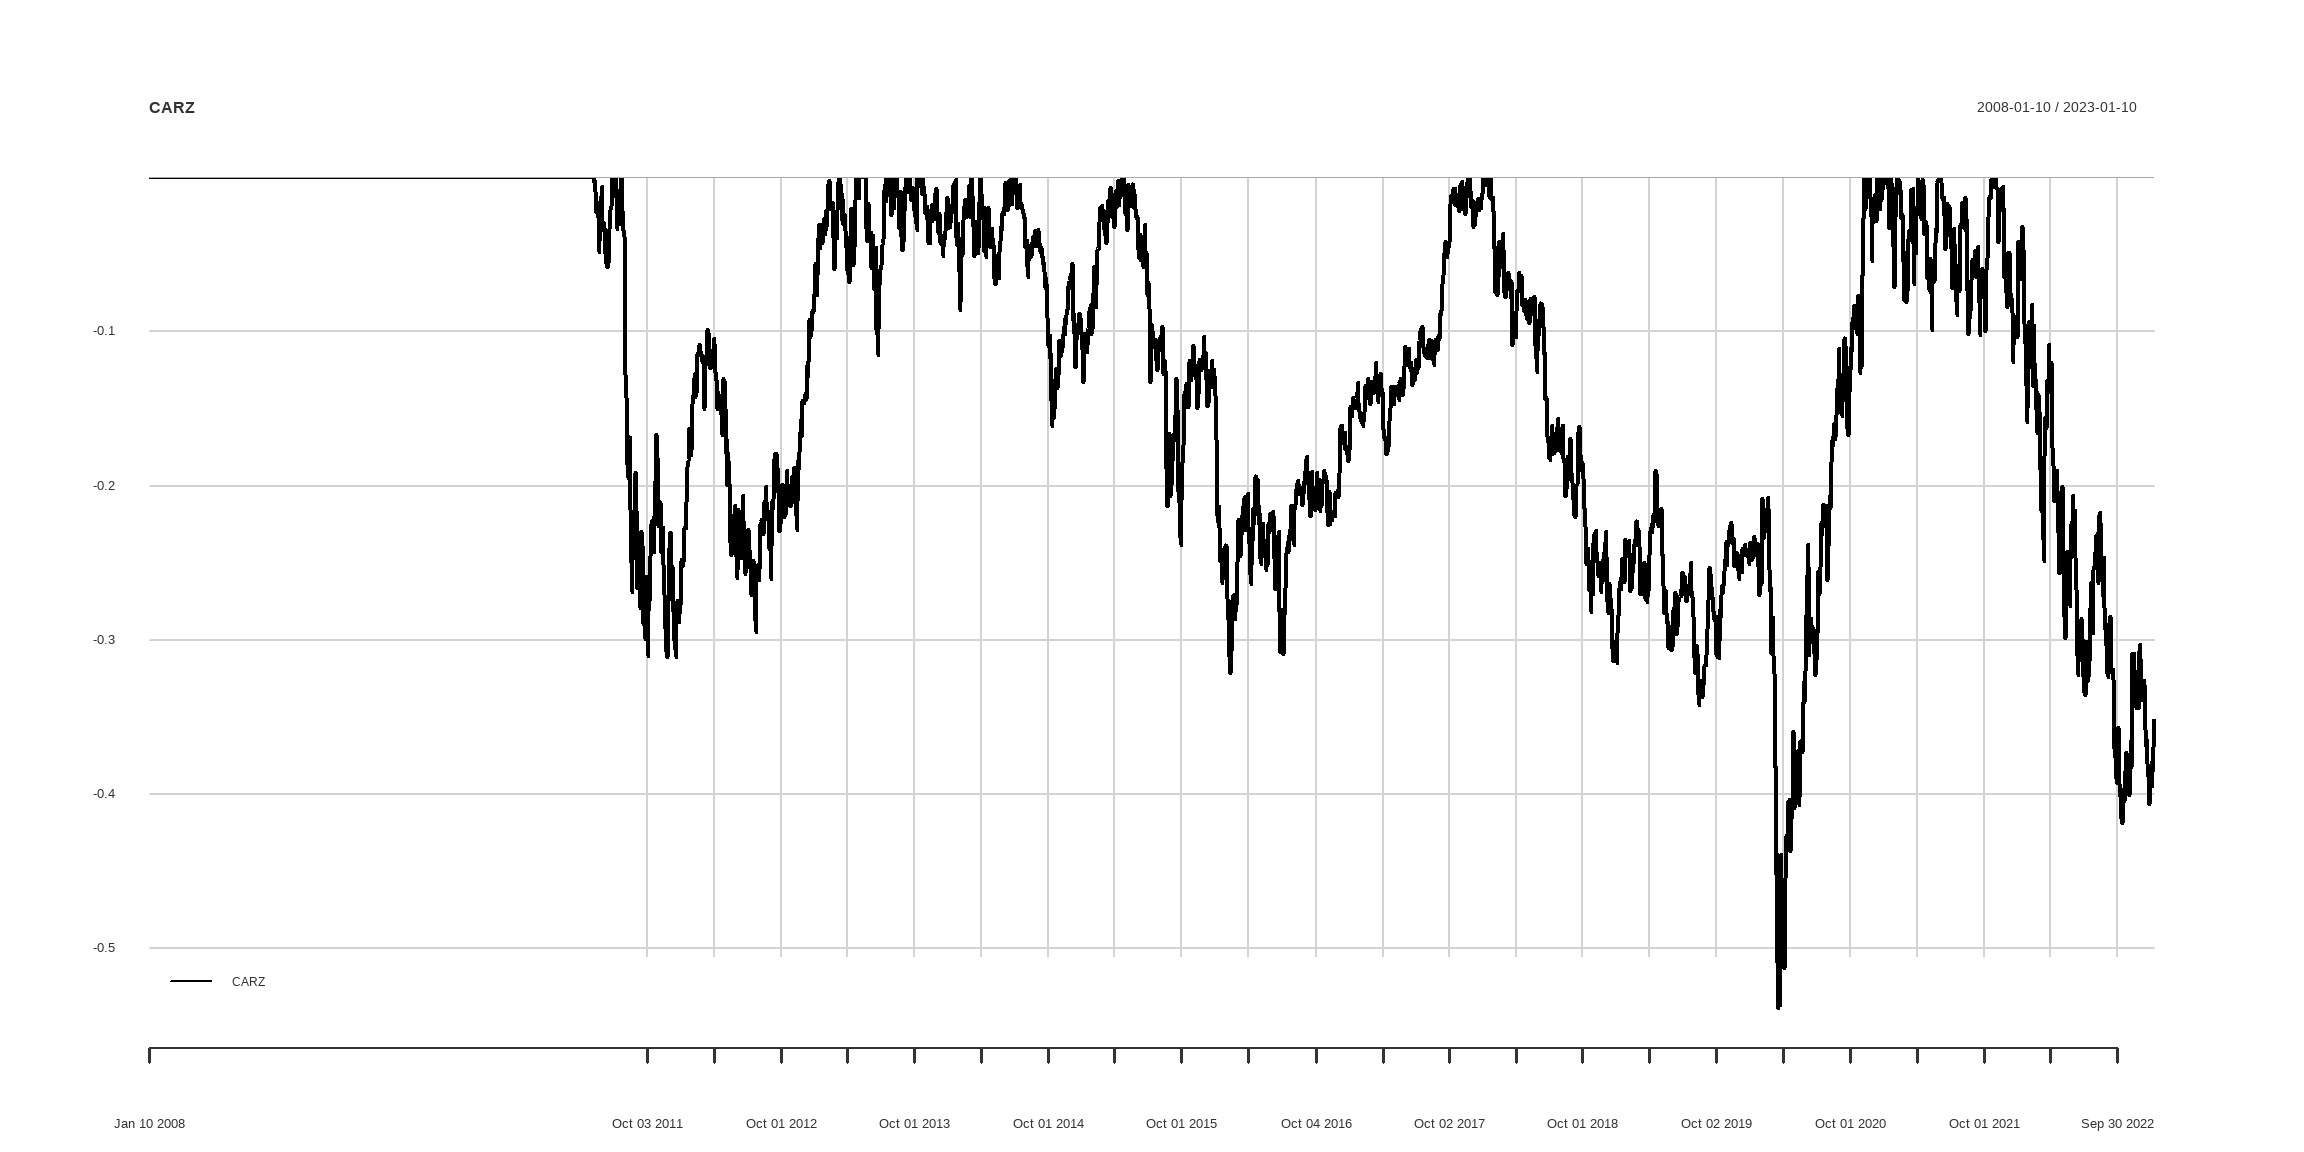 CARZ
2008-01-10 / 2023-01-10
-0.1
-0.2
-0.3
-0.4
-0.5
CARZ
Jan 10 2008
Oct 03 2011
Oct 01 2012
Oct 01 2013
Oct 01 2014
Oct 01 2015
Oct 04 2016
Oct 02 2017
Oct 01 2018
Oct 02 2019
Oct 01 2020
Oct 01 2021
Sep 30 2022